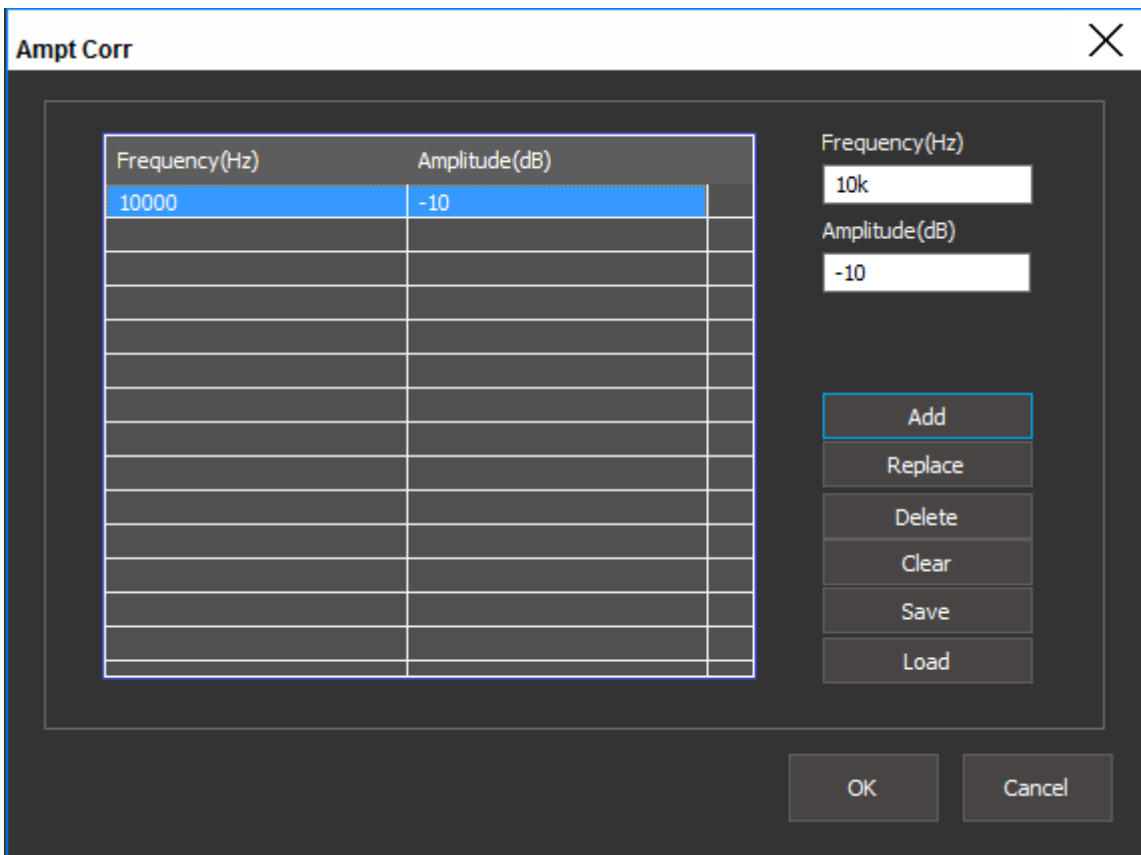 Ampt Corr
Frequency(Hz) Amplitude(dB)
10000 -10
Frequency(Hz)
10k
Amplitude(dB)
-10
Add
Replace
Delete
Clear
Save
Load
OK Cancel